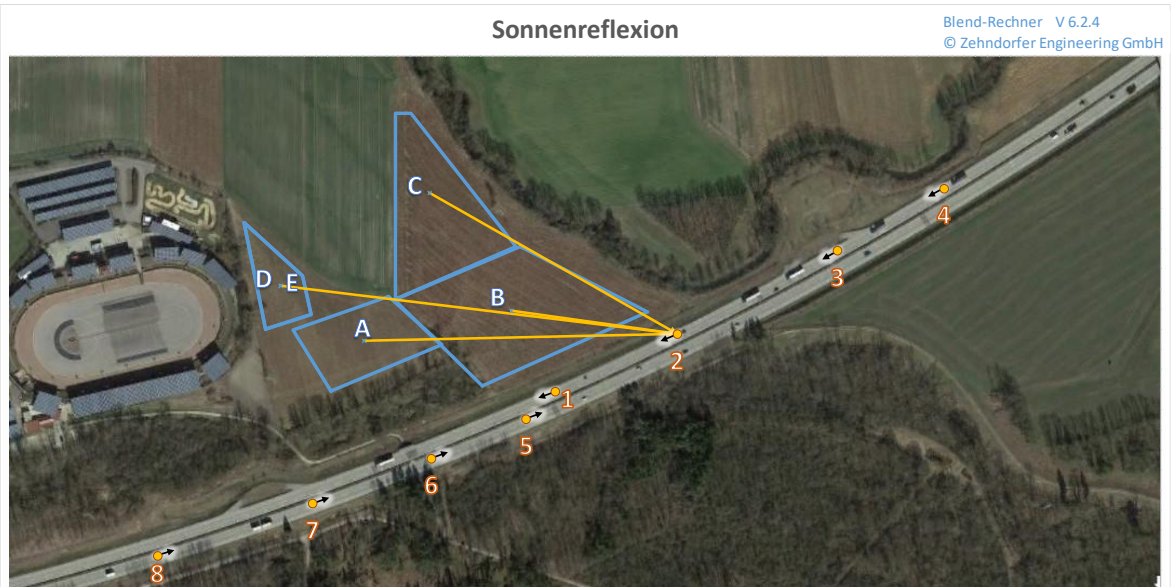 Sonnenreflexion
Blend-Rechner V 6.2.4
© Zehndorfer Engineering GmbH
C
4
3
D
E
B
A
2
1
5
6
7
8